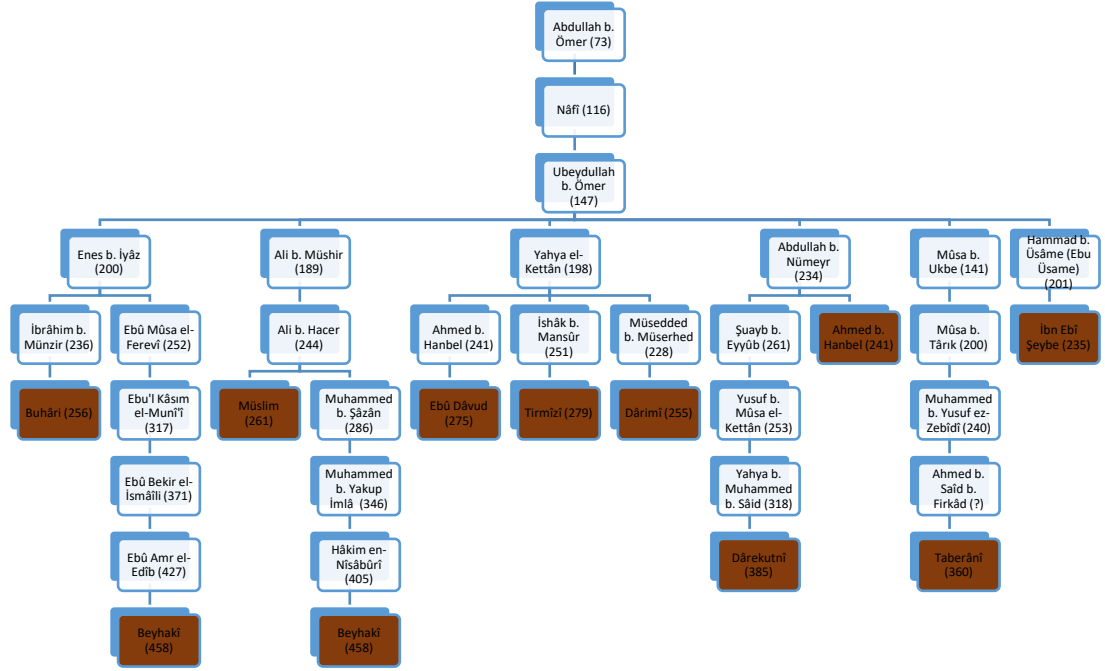 Abdullah b.
Ömer (73)
Nâfî (116)
Ubeydullah
b. Ömer
(147)
Enes b. İyâz
(200)
Ali b. Müshir
(189)
Yahya el-
Kettân (198)
Abdullah b.
Nümeyr
(234)
Mûsa b.
Ukbe (141)
Hammad b.
Üsâme (Ebu
Üsame)
(201)
İbrâhim b.
Münzir (236)
Ebû Mûsa el-
Ferevî (252)
Ali b. Hacer
(244)
Ahmed b.
Hanbel (241)
İshâk b.
Mansûr
(251)
Müsedded
b. Müserhed
(228)
Şuayb b.
Eyyûb (261)
Ahmed b.
Hanbel (241)
Mûsa b.
Târık (200)
İbn Ebî
Şeybe (235)
Buhâri (256)
Ebu'l Kâsım
el-Munî'î
(317)
Müslim
(261)
Muhammed
b. Şâzân
(286)
Ebû Dâvud
(275)
Tirmîzî (279)
Dârimî (255)
Yusuf b.
Mûsa el-
Kettân (253)
Muhammed
b. Yusuf ez-
Zebîdî (240)
Ebû Bekir el-
İsmâîli (371)
Muhammed
b. Yakup
İmlâ  (346)
Yahya b.
Muhammed
b. Sâid (318)
Ahmed b.
Saîd b.
Firkâd (?)
Ebû Amr el-
Edîb (427)
Hâkim en-
Nîsâbûrî
(405)
Dârekutnî
(385)
Taberânî
(360)
Beyhakî
(458)
Beyhakî
(458)